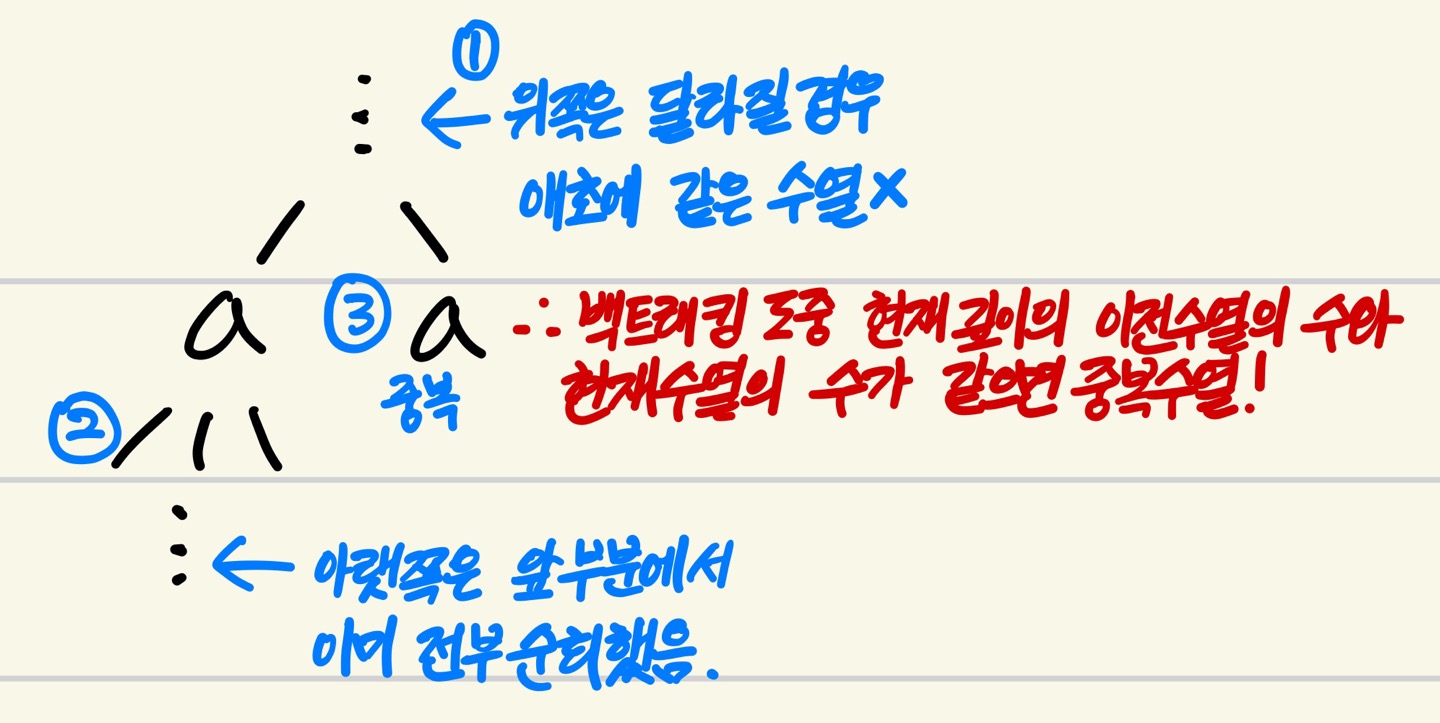 ①
← 위쪽은 달라질 경우
애초에 같은 수열 X
a ③ a ∴ 백트래킹 도중 현재 깊이의 이전수열의 수와
중복 현재수열의 수가 같으면 중복수열!
②
← 아랫쪽은 앞부분에서
이미 전부 순회했음.